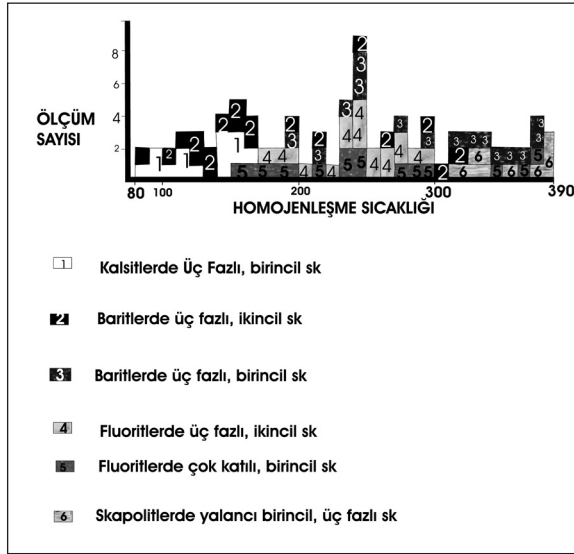 8
6
4
2
ÖLÇÜM
SAYISI
80 100 200 300 390
HOMOJENLEŞME SICAKLIĞI
1 Kalsitlerde Üç Fazlı, birincil sk
2 Baritlerde üç fazlı, ikincil sk
3 Baritlerde üç fazlı, birincil sk
4 Fluoritlerde üç fazlı, ikincil sk
5 Fluoritlerde çok katılı, birincil sk
6 Skapolitlerde yalancı birincil, üç fazlı sk